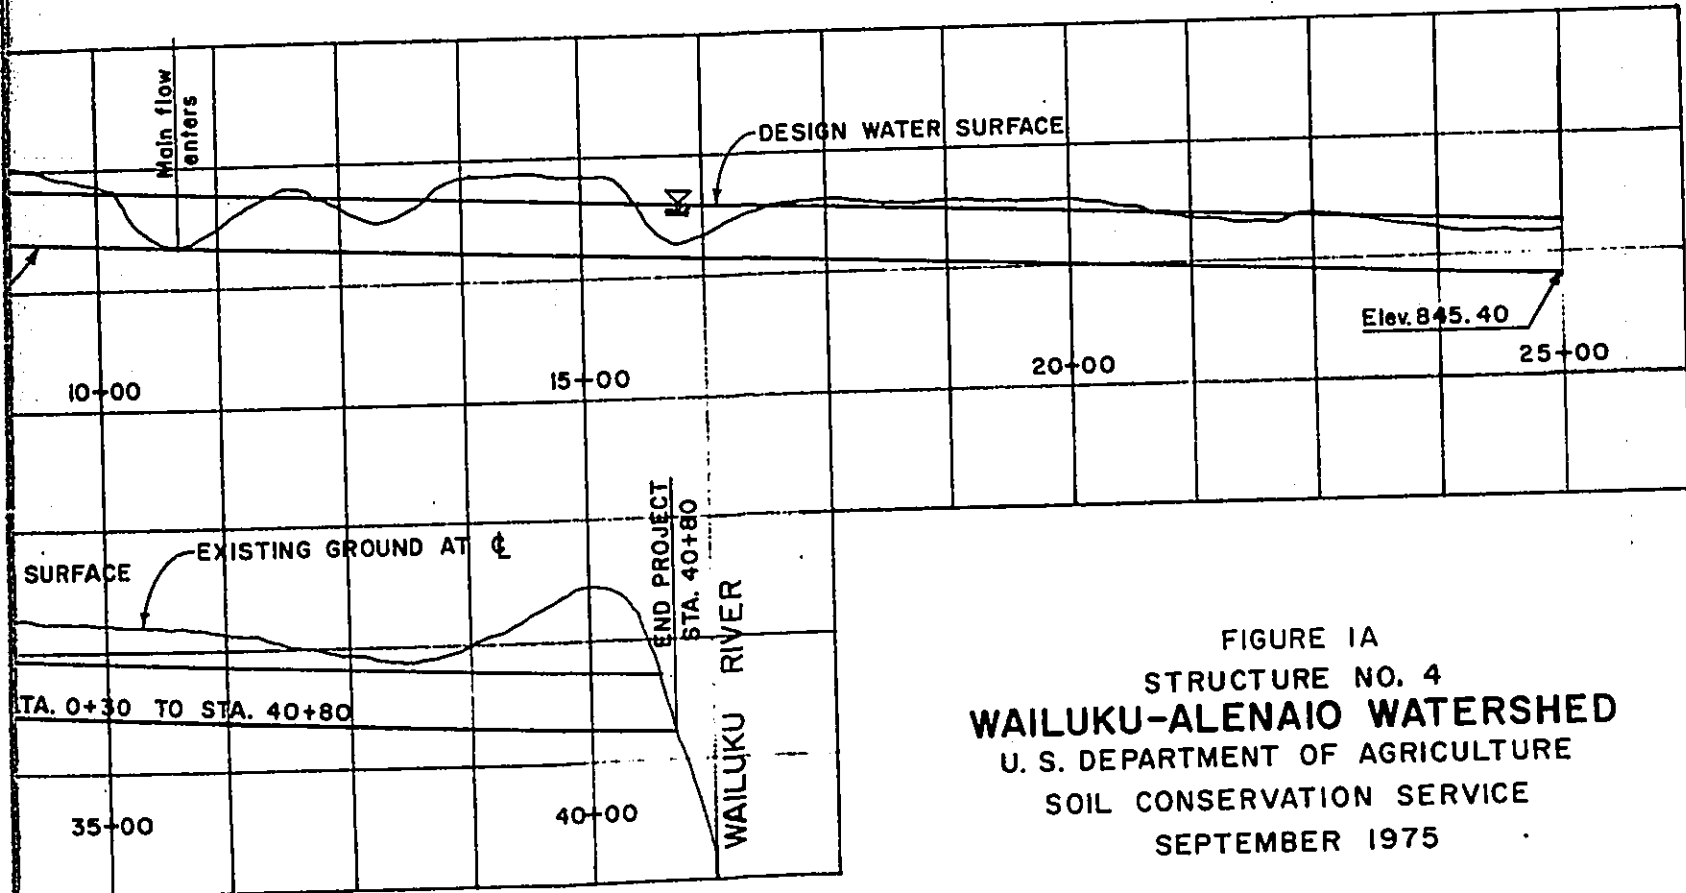 Main flow
enters
DESIGN WATER SURFACE
Elev. 845.40
10+00
15+00
20+00
25+00
SURFACE
EXISTING GROUND AT ℄
END PROJECT
STA. 40+80
WAILUKU RIVER
TA. 0+30 TO STA. 40+80
35+00
40+00
FIGURE 1A
STRUCTURE NO. 4
WAILUKU-ALENAIO WATERSHED
U. S. DEPARTMENT OF AGRICULTURE
SOIL CONSERVATION SERVICE
SEPTEMBER 1975